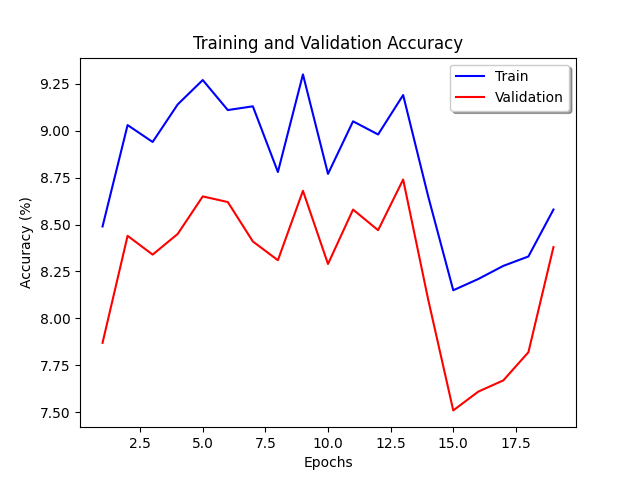 Training and Validation Accuracy
Train
Validation
9.25
9.00
8.75
8.50
8.25
8.00
7.75
7.50
Accuracy (%)
2.5 5.0 7.5 10.0 12.5 15.0 17.5
Epochs